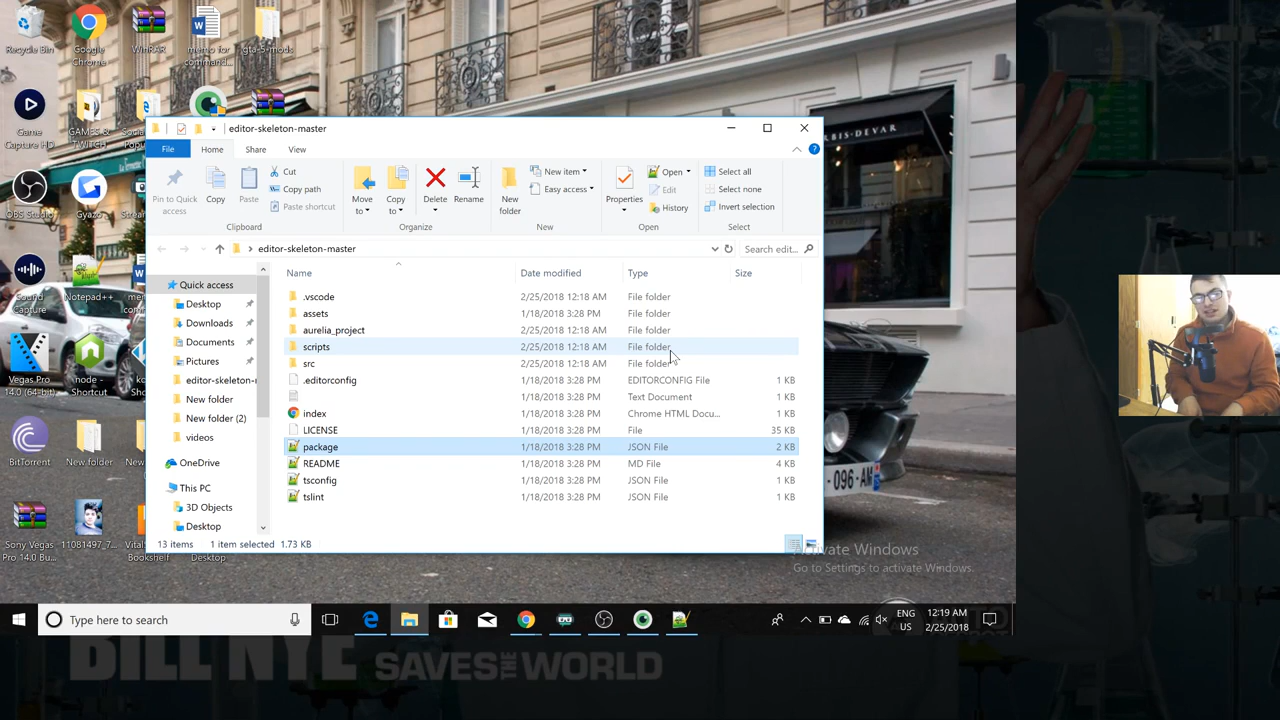 Recycle Bin
Google Chrome
WinRAR
memo for command...
gta-5-mods
Game Capture HD
GAMES & TWITCH
OBS Studio
Gyazo
Sound Capture
Notepad++
Vegas Pro 14.0 (64-bit)
node - Shortcut
BitTorrent
New folder
Sony Vegas Pro 14.0 Bu...
11081497_7...
Vital Bookshelf
Desktop
editor-skeleton-master
File
Home
Share
View
Pin to Quick access
Copy
Paste
Cut
Copy path
Paste shortcut
Clipboard
Move to
Copy to
Delete
Rename
Organize
New folder
New item
Easy access
New
Properties
Open
Edit
History
Open
Select all
Select none
Invert selection
Select
editor-skeleton-master
Search edit...
Quick access
Desktop
Downloads
Documents
Pictures
editor-skeleton-r
New folder
New folder (2)
videos
OneDrive
This PC
3D Objects
Desktop
Name Date modified Type Size
.vscode 2/25/2018 12:18 AM File folder
assets 1/18/2018 3:28 PM File folder
aurelia_project 2/25/2018 12:18 AM File folder
scripts 2/25/2018 12:18 AM File folder
src 2/25/2018 12:18 AM File folder
.editorconfig 1/18/2018 3:28 PM EDITORCONFIG File 1 KB
1/18/2018 3:28 PM Text Document 1 KB
index 1/18/2018 3:28 PM Chrome HTML Docu... 1 KB
LICENSE 1/18/2018 3:28 PM File 35 KB
package 1/18/2018 3:28 PM JSON File 2 KB
README 1/18/2018 3:28 PM MD File 4 KB
tsconfig 1/18/2018 3:28 PM JSON File 1 KB
tslint 1/18/2018 3:28 PM JSON File 1 KB
13 items 1 item selected 1.73 KB
RBIS-DEVAR
-096-AM
Activate Windows
Go to Settings to activate Windows.
Type here to search
ENG
US
12:19 AM
2/25/2018
BILL NYE SAVES THE WORLD